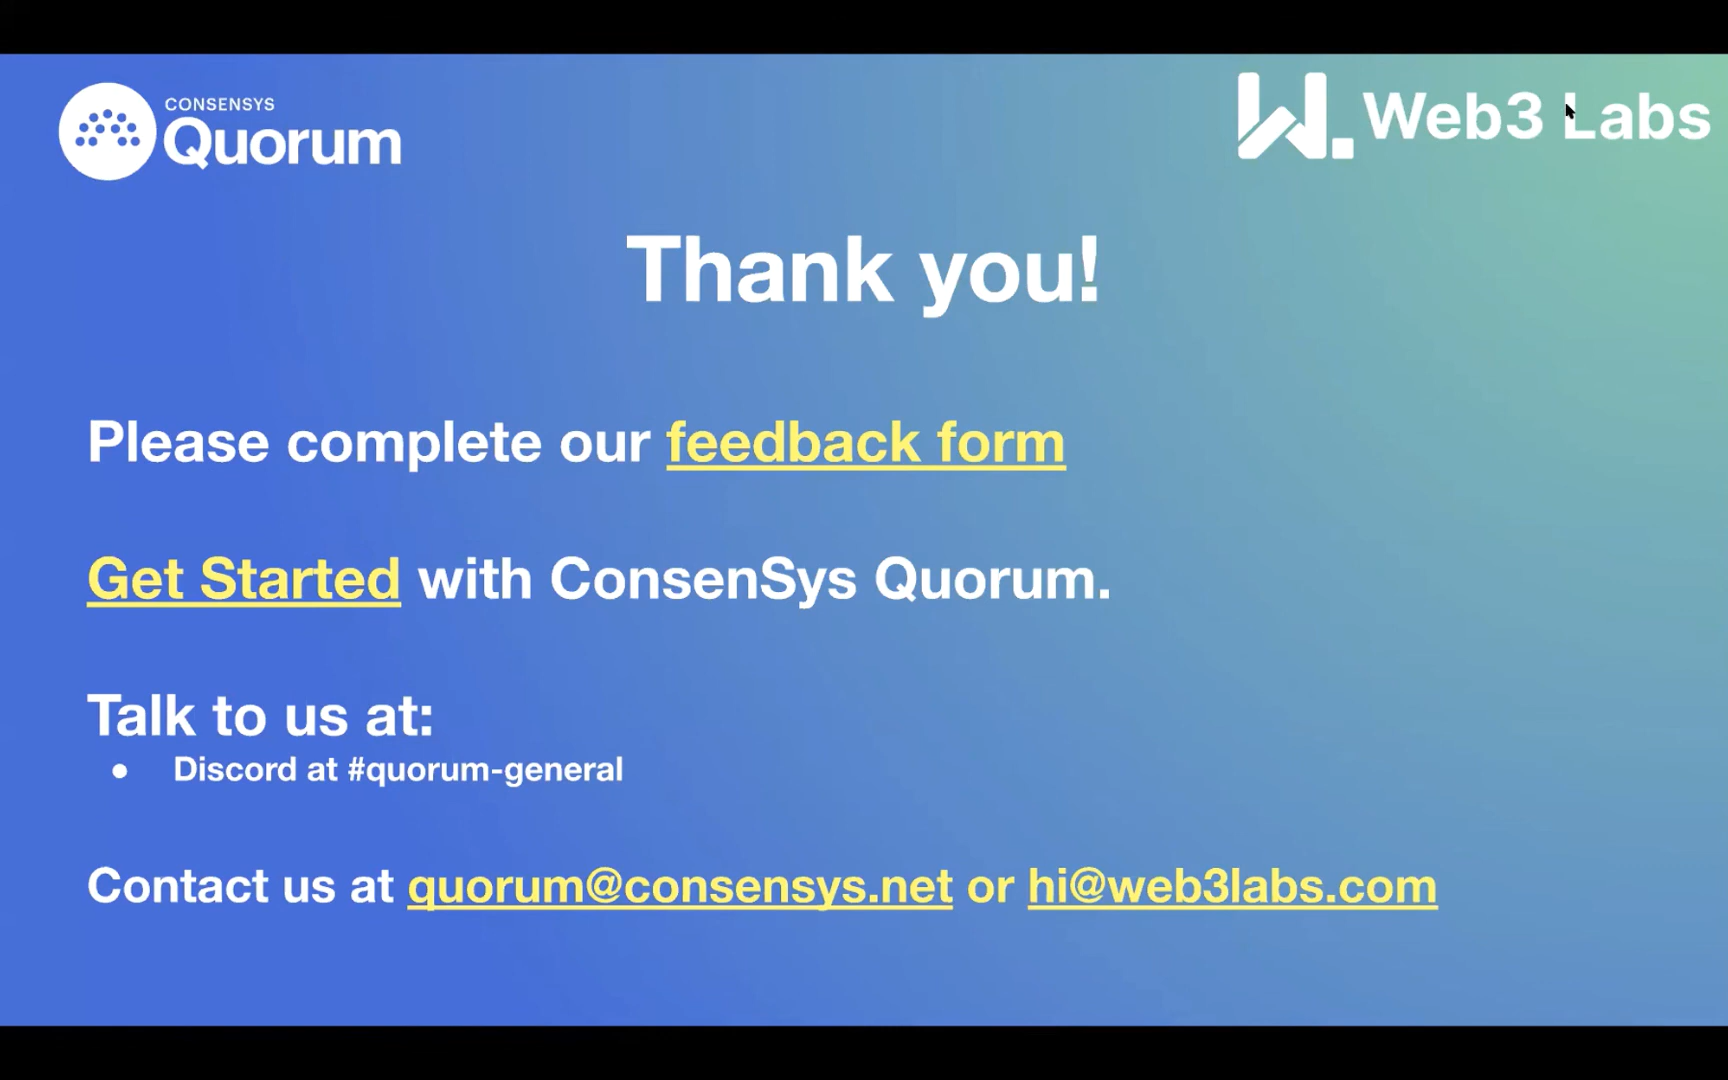 CONSENSYS
Quorum
Web3 Labs
Thank you!
Please complete our feedback form
Get Started with ConsenSys Quorum.
Talk to us at:
● Discord at #quorum-general
Contact us at quorum@consensys.net or hi@web3labs.com